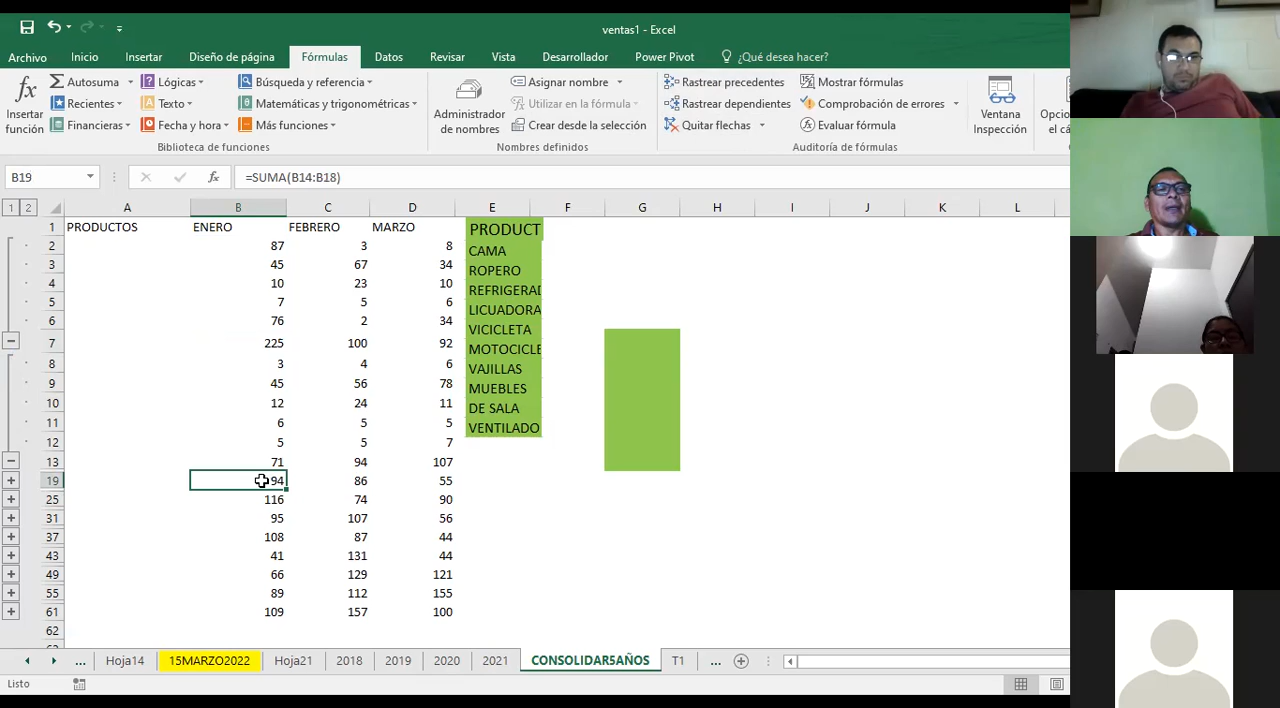 ventas1 - Excel
Archivo Inicio Insertar Diseño de página Fórmulas Datos Revisar Vista Desarrollador Power Pivot ¿Qué desea hacer?
Insertar función
Autosuma
Recientes
Financieras
Lógicas
Texto
Fecha y hora
Búsqueda y referencia
Matemáticas y trigonométricas
Más funciones
Biblioteca de funciones
Administrador de nombres
Asignar nombre
Utilizar en la fórmula
Crear desde la selección
Nombres definidos
Rastrear precedentes
Rastrear dependientes
Quitar flechas
Mostrar fórmulas
Comprobación de errores
Evaluar fórmula
Auditoría de fórmulas
Ventana Inspección
Opcio
el cá
B19 fx =SUMA(B14:B18)
1 2 A B C D E F G H I J K L
1 PRODUCTOS ENERO FEBRERO MARZO PRODUCT
2 87 3 8 CAMA
3 45 67 34 ROPERO
4 10 23 10 REFRIGERAD
5 7 5 6 LICUADORA
6 76 2 34 VICICLETA
7 225 100 92 MOTOCICLE
8 3 4 6 VAJILLAS
9 45 56 78 MUEBLES
10 12 24 11 DE SALA
11 6 5 5 VENTILADO
12 5 5 7
13 71 94 107
19 94 86 55
25 116 74 90
31 95 107 56
37 108 87 44
43 41 131 44
49 66 129 121
55 89 112 155
61 109 157 100
62
... Hoja14 15MARZO2022 Hoja21 2018 2019 2020 2021 CONSOLIDAR5AÑOS T1 ...
Listo